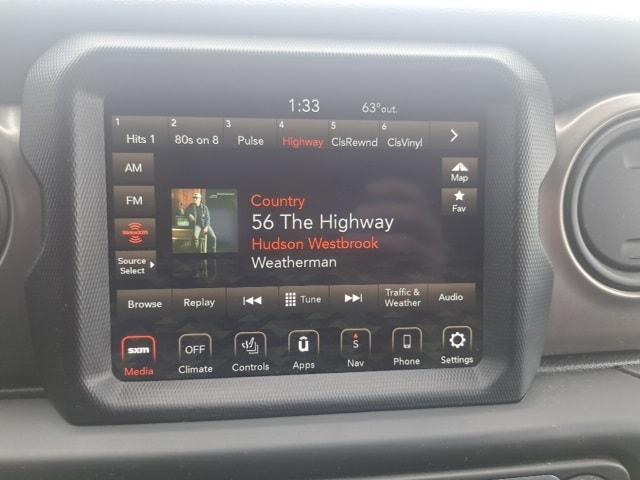 1:33 63°out.
1 2 3 4 5 6
Hits 1 80s on 8 Pulse Highway ClsRewnd ClsVinyl
AM
FM
SiriusXM
Source Select
Map
Fav
Country
56 The Highway
Hudson Westbrook
Weatherman
Browse Replay Tune Traffic & Weather Audio
sxm OFF u S
Media Climate Controls Apps Nav Phone Settings